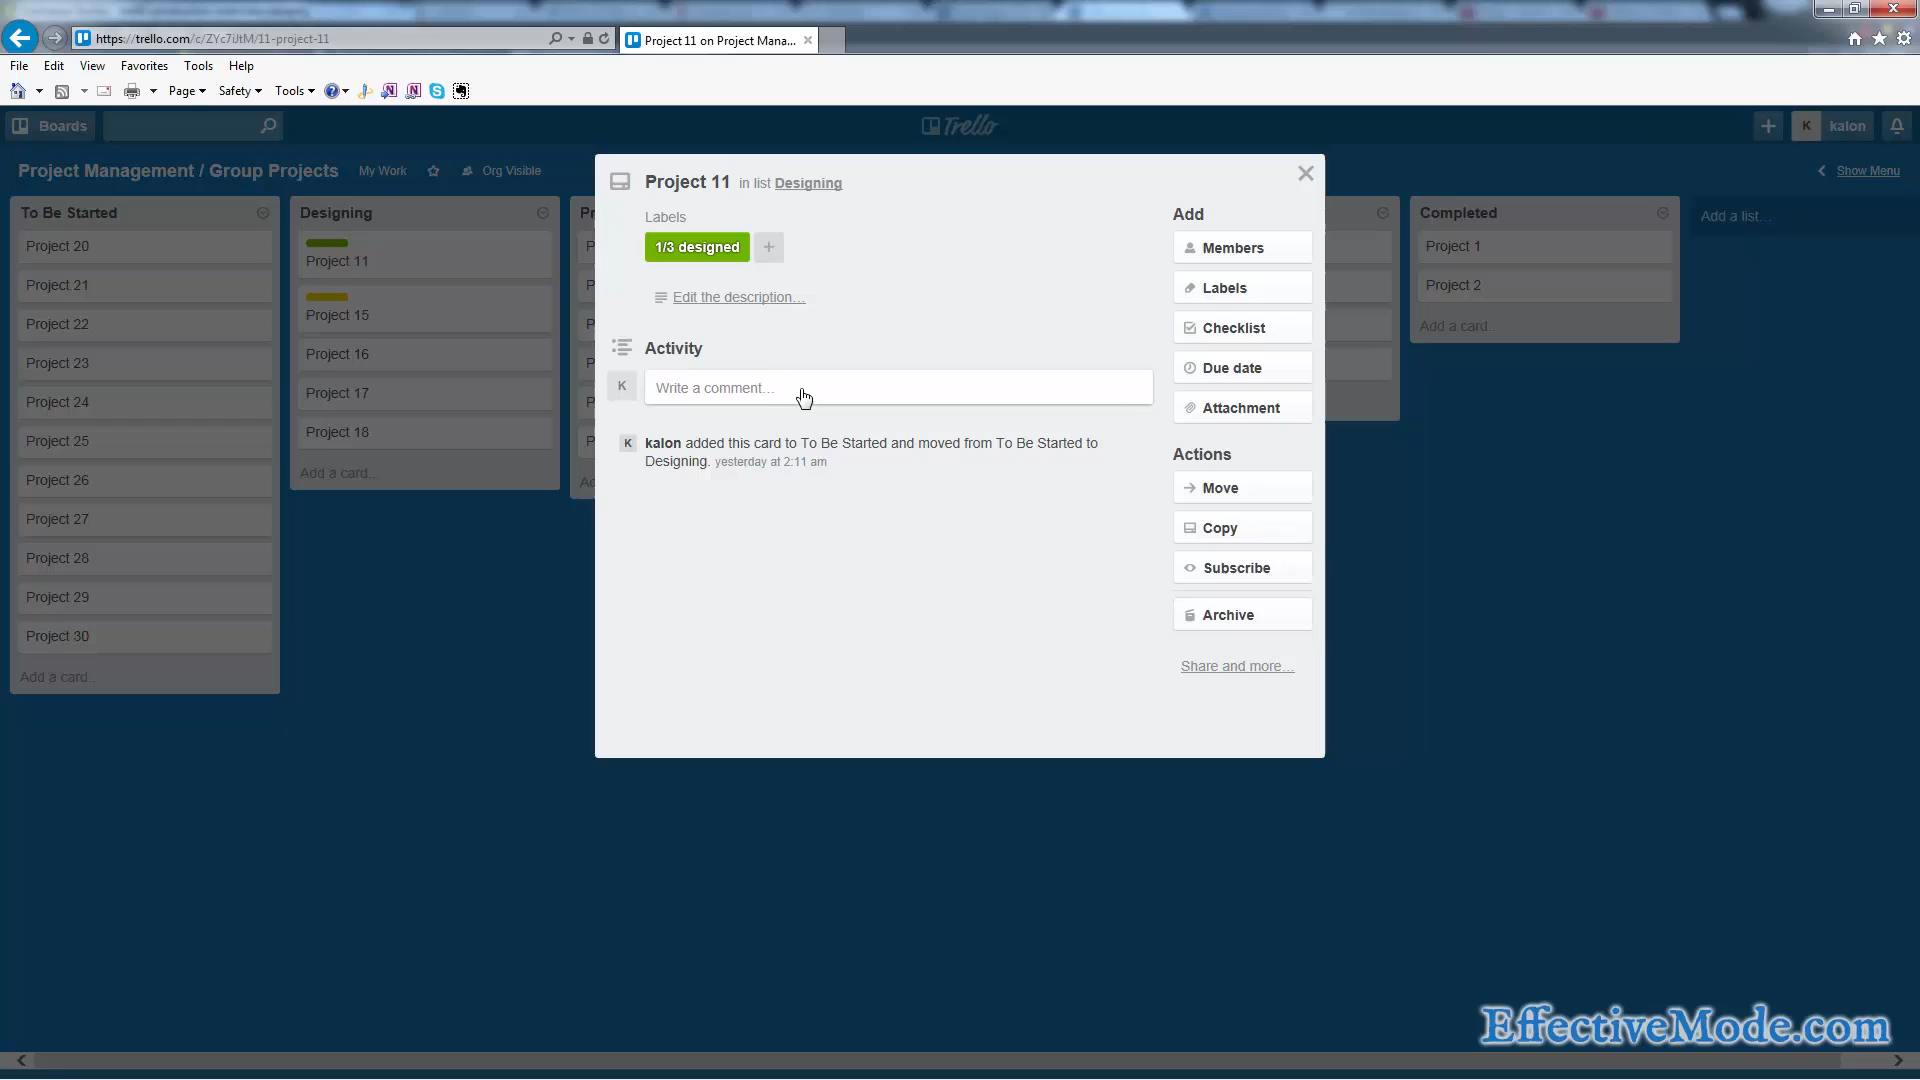 https://trello.com/c/ZYc7iJtM/11-project-11
Project 11 on Project Mana...
File Edit View Favorites Tools Help
Page Safety Tools
Boards
Trello
K kalon
Project Management / Group Projects My Work Org Visible
Show Menu
To Be Started
Project 20
Project 21
Project 22
Project 23
Project 24
Project 25
Project 26
Project 27
Project 28
Project 29
Project 30
Add a card...
Designing
Project 11
Project 15
Project 16
Project 17
Project 18
Add a card...
Project 11 in list Designing
Labels
1/3 designed
Edit the description...
Activity
K
Write a comment...
K kalon added this card to To Be Started and moved from To Be Started to
Designing. yesterday at 2:11 am
Add
Members
Labels
Checklist
Due date
Attachment
Actions
Move
Copy
Subscribe
Archive
Share and more...
Completed
Project 1
Project 2
Add a card...
Add a list...
EffectiveMode.com